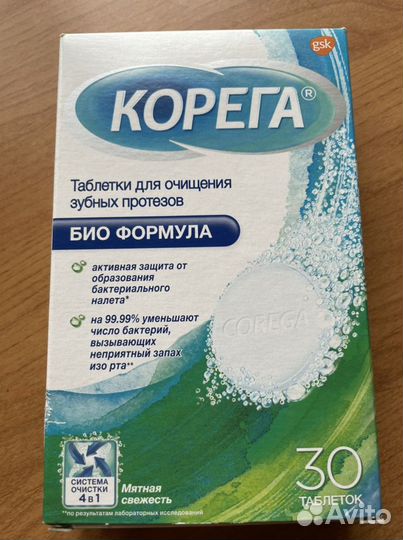 gsk
КОРЕГА®
Таблетки для очищения
зубных протезов
БИО ФОРМУЛА
активная защита от
образования
бактериального
налета*
на 99.99% уменьшают
число бактерий,
вызывающих
неприятный запах
изо рта**
COREGA
СИСТЕМА
ОЧИСТКИ
4 в 1
Мятная
свежесть
30
ТАБЛЕТОК
**по результатам лабораторных исследований
Avito